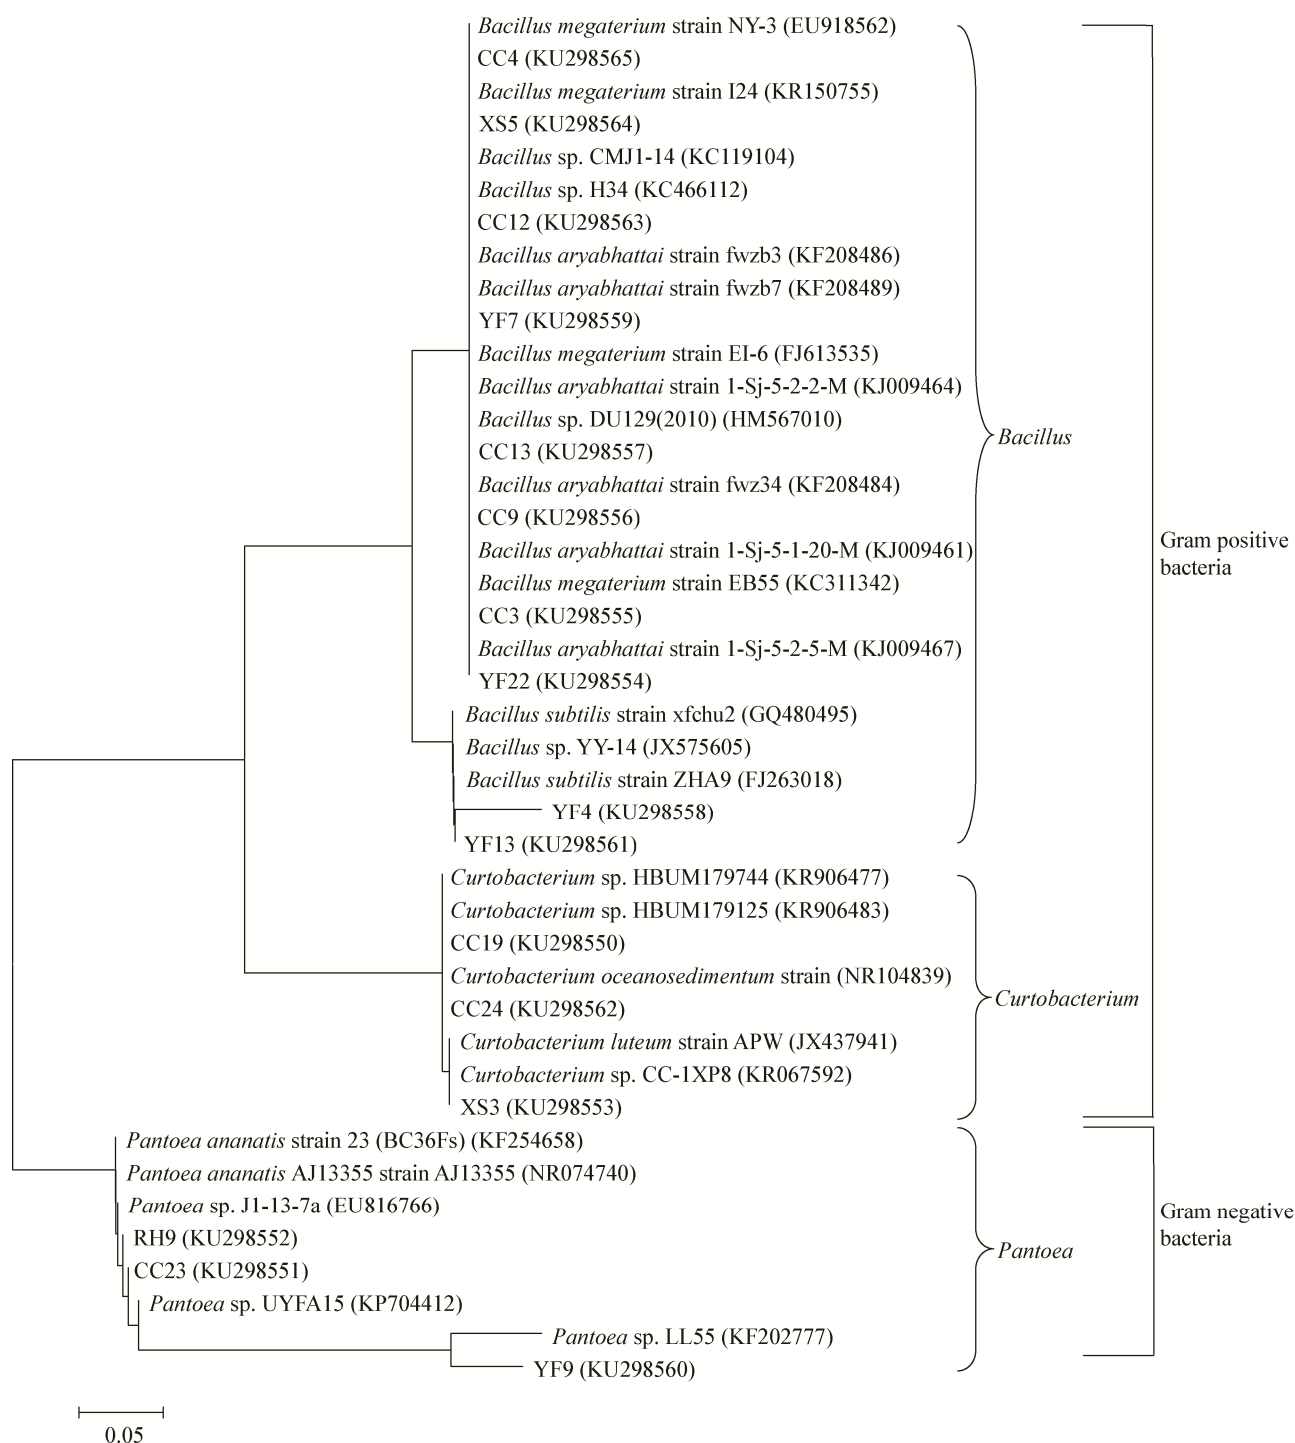 Bacillus megaterium strain NY-3 (EU918562)
CC4 (KU298565)
Bacillus megaterium strain I24 (KR150755)
XS5 (KU298564)
Bacillus sp. CMJ1-14 (KC119104)
Bacillus sp. H34 (KC466112)
CC12 (KU298563)
Bacillus aryabhattai strain fwzb3 (KF208486)
Bacillus aryabhattai strain fwzb7 (KF208489)
YF7 (KU298559)
Bacillus megaterium strain EI-6 (FJ613535)
Bacillus aryabhattai strain 1-Sj-5-2-2-M (KJ009464)
Bacillus sp. DU129(2010) (HM567010)
Bacillus
CC13 (KU298557)
Bacillus aryabhattai strain fwz34 (KF208484)
CC9 (KU298556)
Bacillus aryabhattai strain 1-Sj-5-1-20-M (KJ009461)
Gram positive
bacteria
Bacillus megaterium strain EB55 (KC311342)
CC3 (KU298555)
Bacillus aryabhattai strain 1-Sj-5-2-5-M (KJ009467)
YF22 (KU298554)
Bacillus subtilis strain xfchu2 (GQ480495)
Bacillus sp. YY-14 (JX575605)
Bacillus subtilis strain ZHA9 (FJ263018)
YF4 (KU298558)
YF13 (KU298561)
Curtobacterium sp. HBUM179744 (KR906477)
Curtobacterium sp. HBUM179125 (KR906483)
CC19 (KU298550)
Curtobacterium oceanosedimentum strain (NR104839)
Curtobacterium
CC24 (KU298562)
Curtobacterium luteum strain APW (JX437941)
Curtobacterium sp. CC-1XP8 (KR067592)
XS3 (KU298553)
Pantoea ananatis strain 23 (BC36Fs) (KF254658)
Pantoea ananatis AJ13355 strain AJ13355 (NR074740)
Pantoea sp. J1-13-7a (EU816766)
Gram negative
bacteria
RH9 (KU298552)
Pantoea
CC23 (KU298551)
Pantoea sp. UYFA15 (KP704412)
Pantoea sp. LL55 (KF202777)
YF9 (KU298560)
0.05